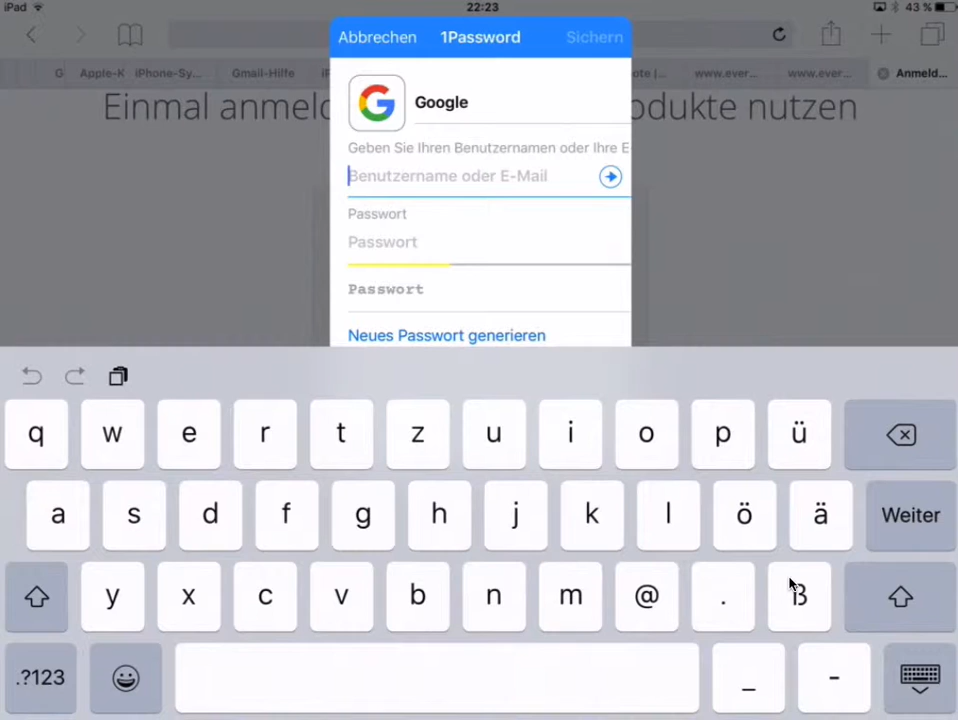 iPad 22:23 43 %
Abbrechen 1Password Sichern
G Apple-K iPhone-Sy... Gmail-Hilfe ote |... www.ever... www.ever... Anmeld...
Einmal anmeld odukte nutzen
Google
Geben Sie Ihren Benutzernamen oder Ihre E
Benutzername oder E-Mail
Passwort
Passwort
Passwort
Neues Passwort generieren
q w e r t z u i o p ü
a s d f g h j k l ö ä Weiter
y x c v b n m @ . ß
.?123 _ -